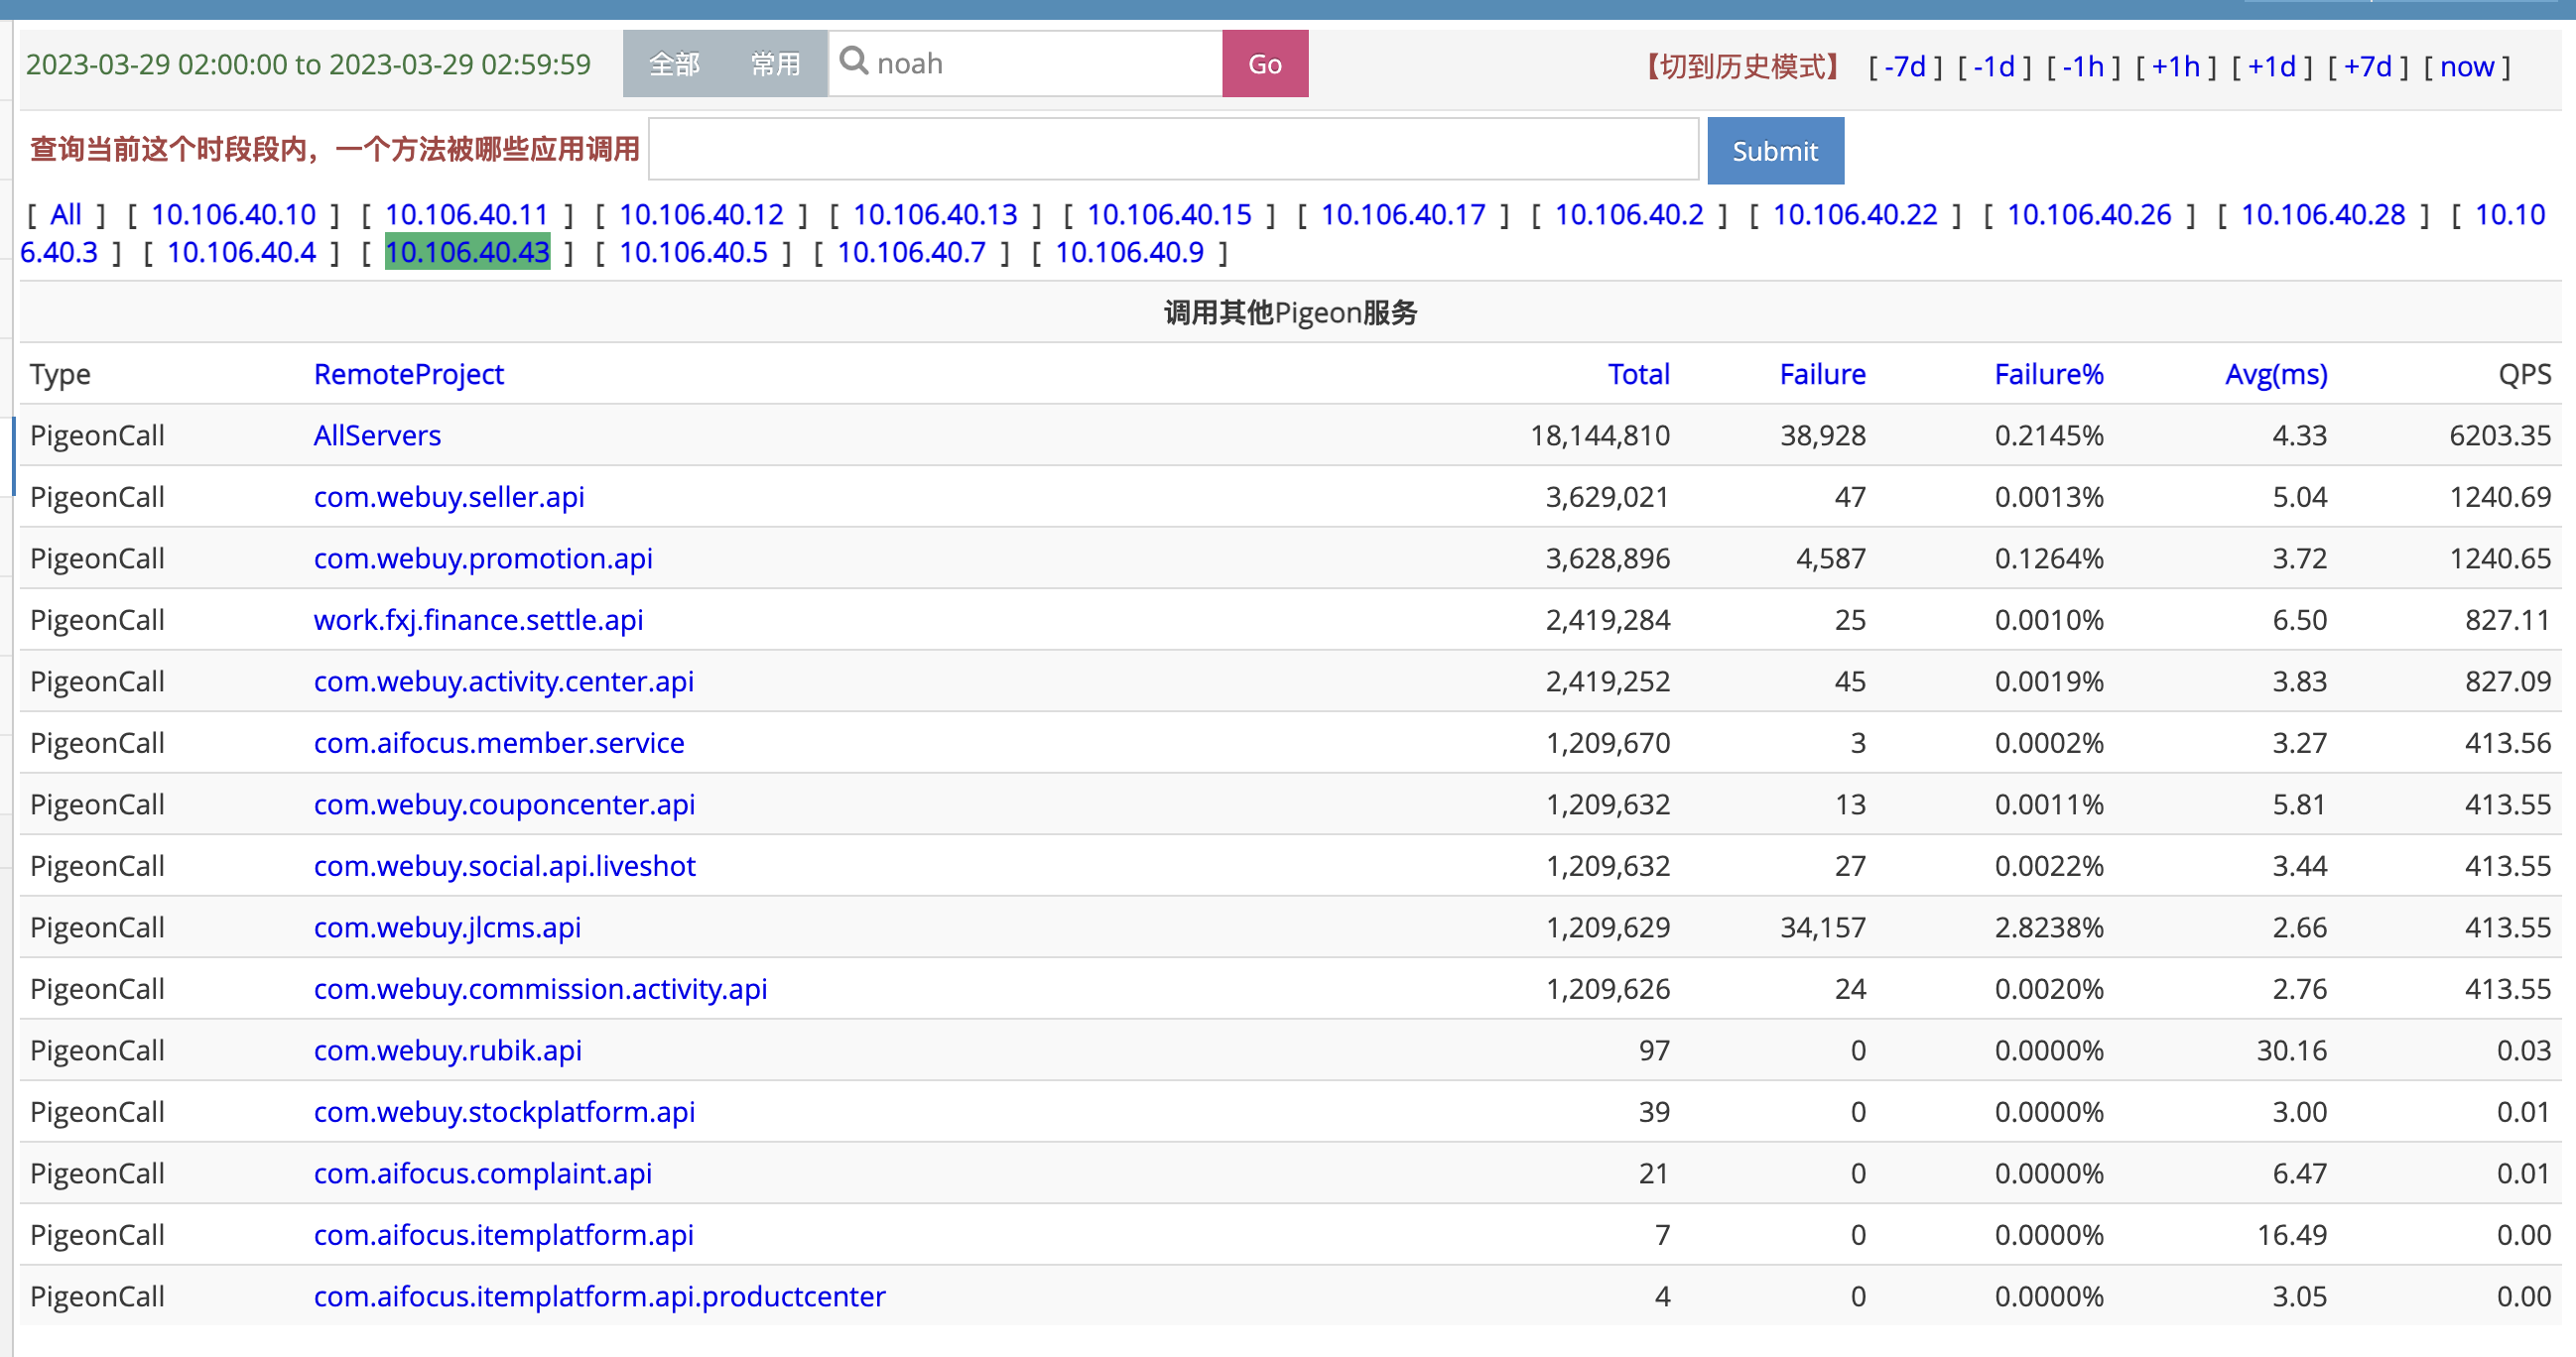 2023-03-29 02:00:00 to 2023-03-29 02:59:59 全部 常用 noah Go 【切到历史模式】 [ -7d ] [ -1d ] [ -1h ] [ +1h ] [ +1d ] [ +7d ] [ now ]
查询当前这个时段段内，一个方法被哪些应用调用 Submit
[ All ] [ 10.106.40.10 ] [ 10.106.40.11 ] [ 10.106.40.12 ] [ 10.106.40.13 ] [ 10.106.40.15 ] [ 10.106.40.17 ] [ 10.106.40.2 ] [ 10.106.40.22 ] [ 10.106.40.26 ] [ 10.106.40.28 ] [ 10.10
6.40.3 ] [ 10.106.40.4 ] [ 10.106.40.43 ] [ 10.106.40.5 ] [ 10.106.40.7 ] [ 10.106.40.9 ]
调用其他Pigeon服务
Type RemoteProject Total Failure Failure% Avg(ms) QPS
PigeonCall AllServers 18,144,810 38,928 0.2145% 4.33 6203.35
PigeonCall com.webuy.seller.api 3,629,021 47 0.0013% 5.04 1240.69
PigeonCall com.webuy.promotion.api 3,628,896 4,587 0.1264% 3.72 1240.65
PigeonCall work.fxj.finance.settle.api 2,419,284 25 0.0010% 6.50 827.11
PigeonCall com.webuy.activity.center.api 2,419,252 45 0.0019% 3.83 827.09
PigeonCall com.aifocus.member.service 1,209,670 3 0.0002% 3.27 413.56
PigeonCall com.webuy.couponcenter.api 1,209,632 13 0.0011% 5.81 413.55
PigeonCall com.webuy.social.api.liveshot 1,209,632 27 0.0022% 3.44 413.55
PigeonCall com.webuy.jlcms.api 1,209,629 34,157 2.8238% 2.66 413.55
PigeonCall com.webuy.commission.activity.api 1,209,626 24 0.0020% 2.76 413.55
PigeonCall com.webuy.rubik.api 97 0 0.0000% 30.16 0.03
PigeonCall com.webuy.stockplatform.api 39 0 0.0000% 3.00 0.01
PigeonCall com.aifocus.complaint.api 21 0 0.0000% 6.47 0.01
PigeonCall com.aifocus.itemplatform.api 7 0 0.0000% 16.49 0.00
PigeonCall com.aifocus.itemplatform.api.productcenter 4 0 0.0000% 3.05 0.00